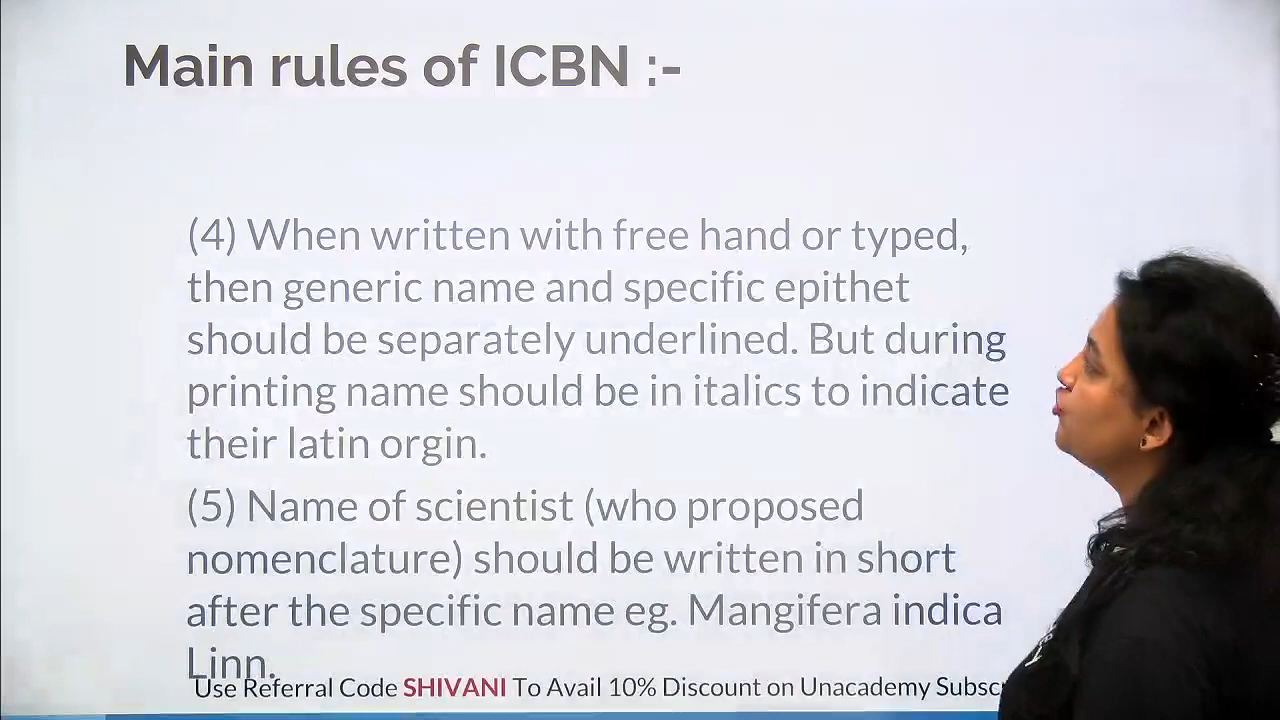 Main rules of ICBN :-
(4) When written with free hand or typed,
then generic name and specific epithet
should be separately underlined. But during
printing name should be in italics to indicate
their latin orgin.
(5) Name of scientist (who proposed
nomenclature) should be written in short
after the specific name eg. Mangifera indica
Linn.
Use Referral Code SHIVANI To Avail 10% Discount on Unacademy Subsc